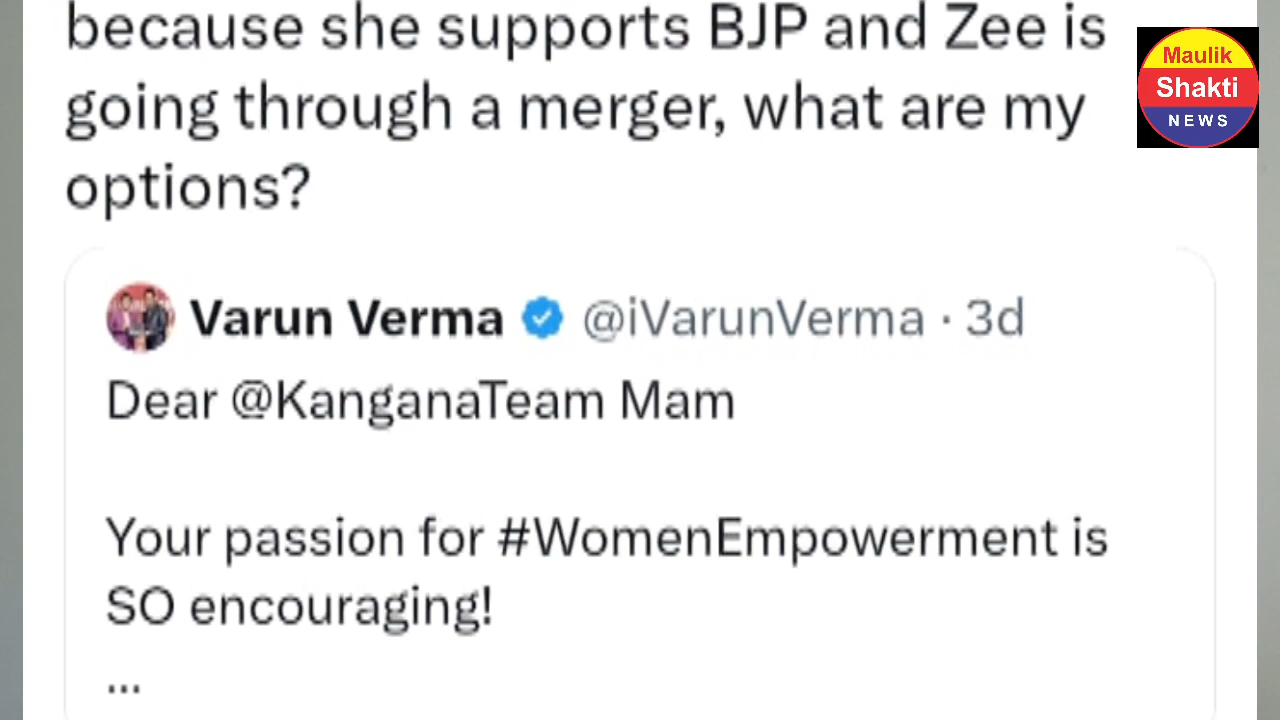 because she supports BJP and Zee is
going through a merger, what are my
options?
Maulik
Shakti
NEWS
Varun Verma @iVarunVerma · 3d
Dear @KanganaTeam Mam
Your passion for #WomenEmpowerment is
SO encouraging!
...